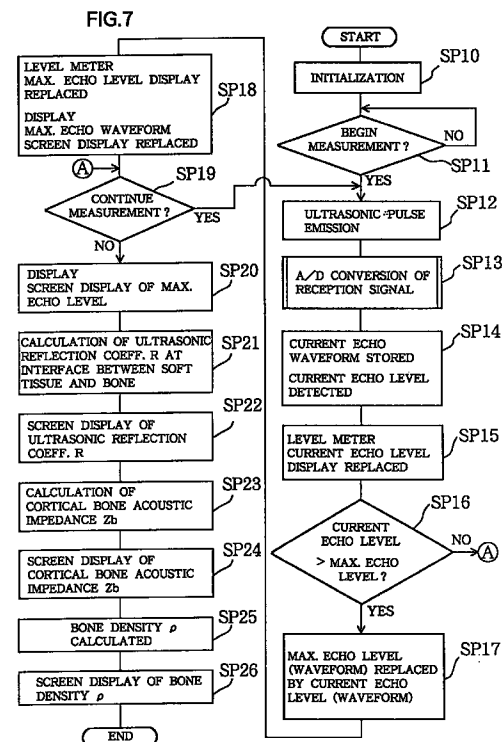 FIG.7
START
INITIALIZATION
SP10
BEGIN
MEASUREMENT ?
NO
SP11
YES
ULTRASONIC PULSE
EMISSION
SP12
A/D CONVERSION OF
RECEPTION SIGNAL
SP13
CURRENT ECHO
WAVEFORM STORED
CURRENT ECHO LEVEL
DETECTED
SP14
LEVEL METER
CURRENT ECHO LEVEL
DISPLAY REPLACED
SP15
CURRENT
ECHO LEVEL
> MAX. ECHO
LEVEL ?
SP16
NO
A
YES
MAX. ECHO LEVEL
(WAVEFORM) REPLACED
BY CURRENT ECHO
LEVEL (WAVEFORM)
SP17
LEVEL METER
MAX. ECHO LEVEL DISPLAY
REPLACED
DISPLAY
MAX. ECHO WAVEFORM
SCREEN DISPLAY REPLACED
SP18
A
CONTINUE
MEASUREMENT ?
SP19
YES
NO
DISPLAY
SCREEN DISPLAY OF MAX.
ECHO LEVEL
SP20
CALCULATION OF ULTRASONIC
REFLECTION COEFF. R AT
INTERFACE BETWEEN SOFT
TISSUE AND BONE
SP21
SCREEN DISPLAY OF
ULTRASONIC REFLECTION
COEFF. R
SP22
CALCULATION OF
CORTICAL BONE ACOUSTIC
IMPEDANCE Zb
SP23
SCREEN DISPLAY OF
CORTICAL BONE ACOUSTIC
IMPEDANCE Zb
SP24
BONE DENSITY ρ
CALCULATED
SP25
SCREEN DISPLAY OF BONE
DENSITY ρ
SP26
END